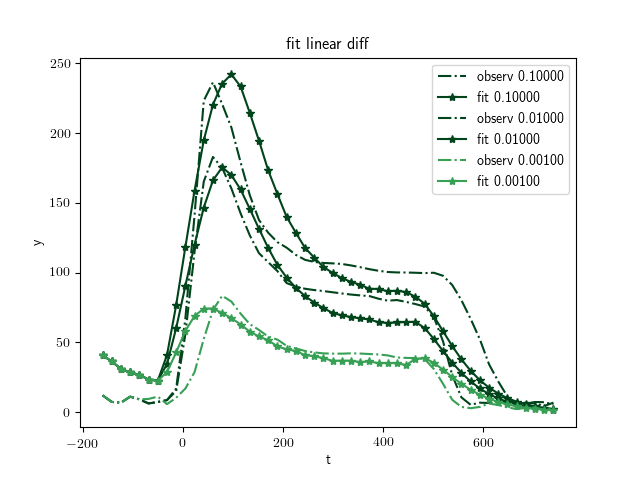 fit linear diff
250
200
150
100
50
0
y
−200
0
200
400
600
t
observ 0.10000
fit 0.10000
observ 0.01000
fit 0.01000
observ 0.00100
fit 0.00100